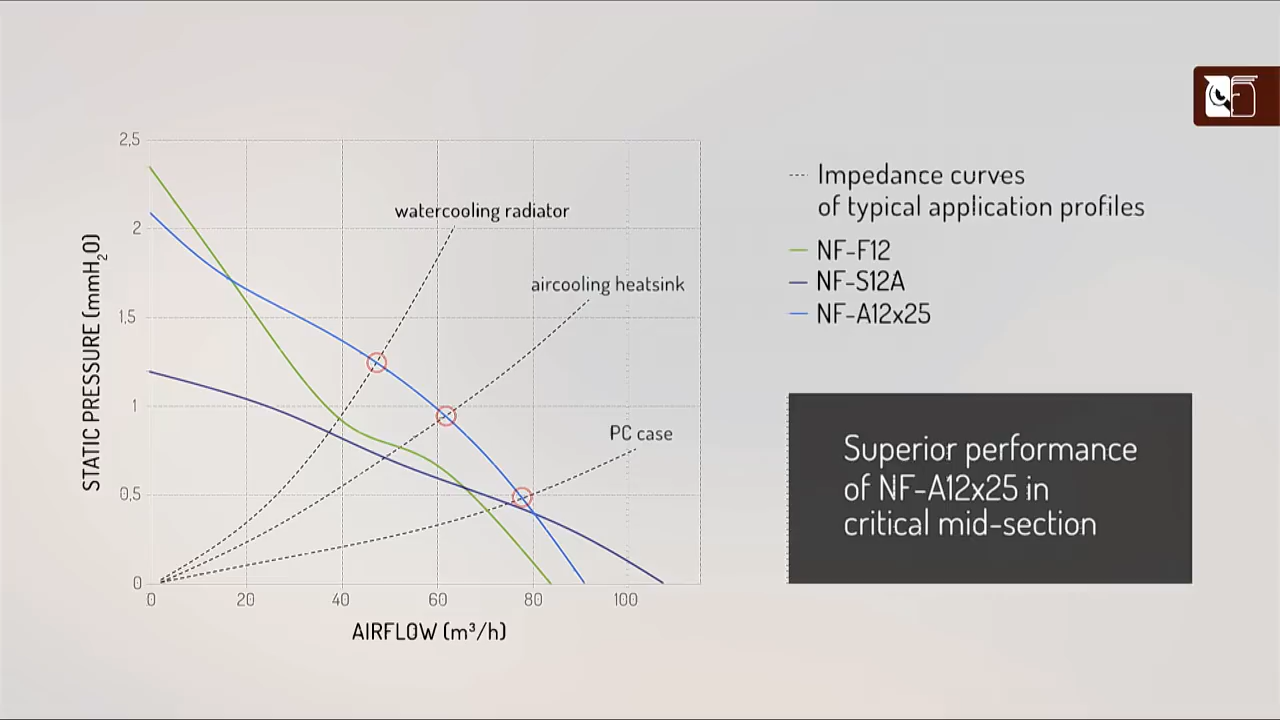 2,5
2
1,5
1
0,5
0
0 20 40 60 80 100
STATIC PRESSURE (mmH₂O)
AIRFLOW (m³/h)
watercooling radiator
aircooling heatsink
PC case
Impedance curves
of typical application profiles
NF-F12
NF-S12A
NF-A12x25
Superior performance
of NF-A12x25 in
critical mid-section